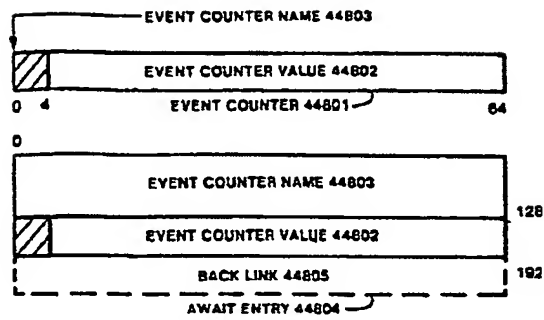 EVENT COUNTER NAME 44803
EVENT COUNTER VALUE 44802
0 4 EVENT COUNTER 44801 64
0
EVENT COUNTER NAME 44803
128
EVENT COUNTER VALUE 44802
BACK LINK 44805 192
AWAIT ENTRY 44804